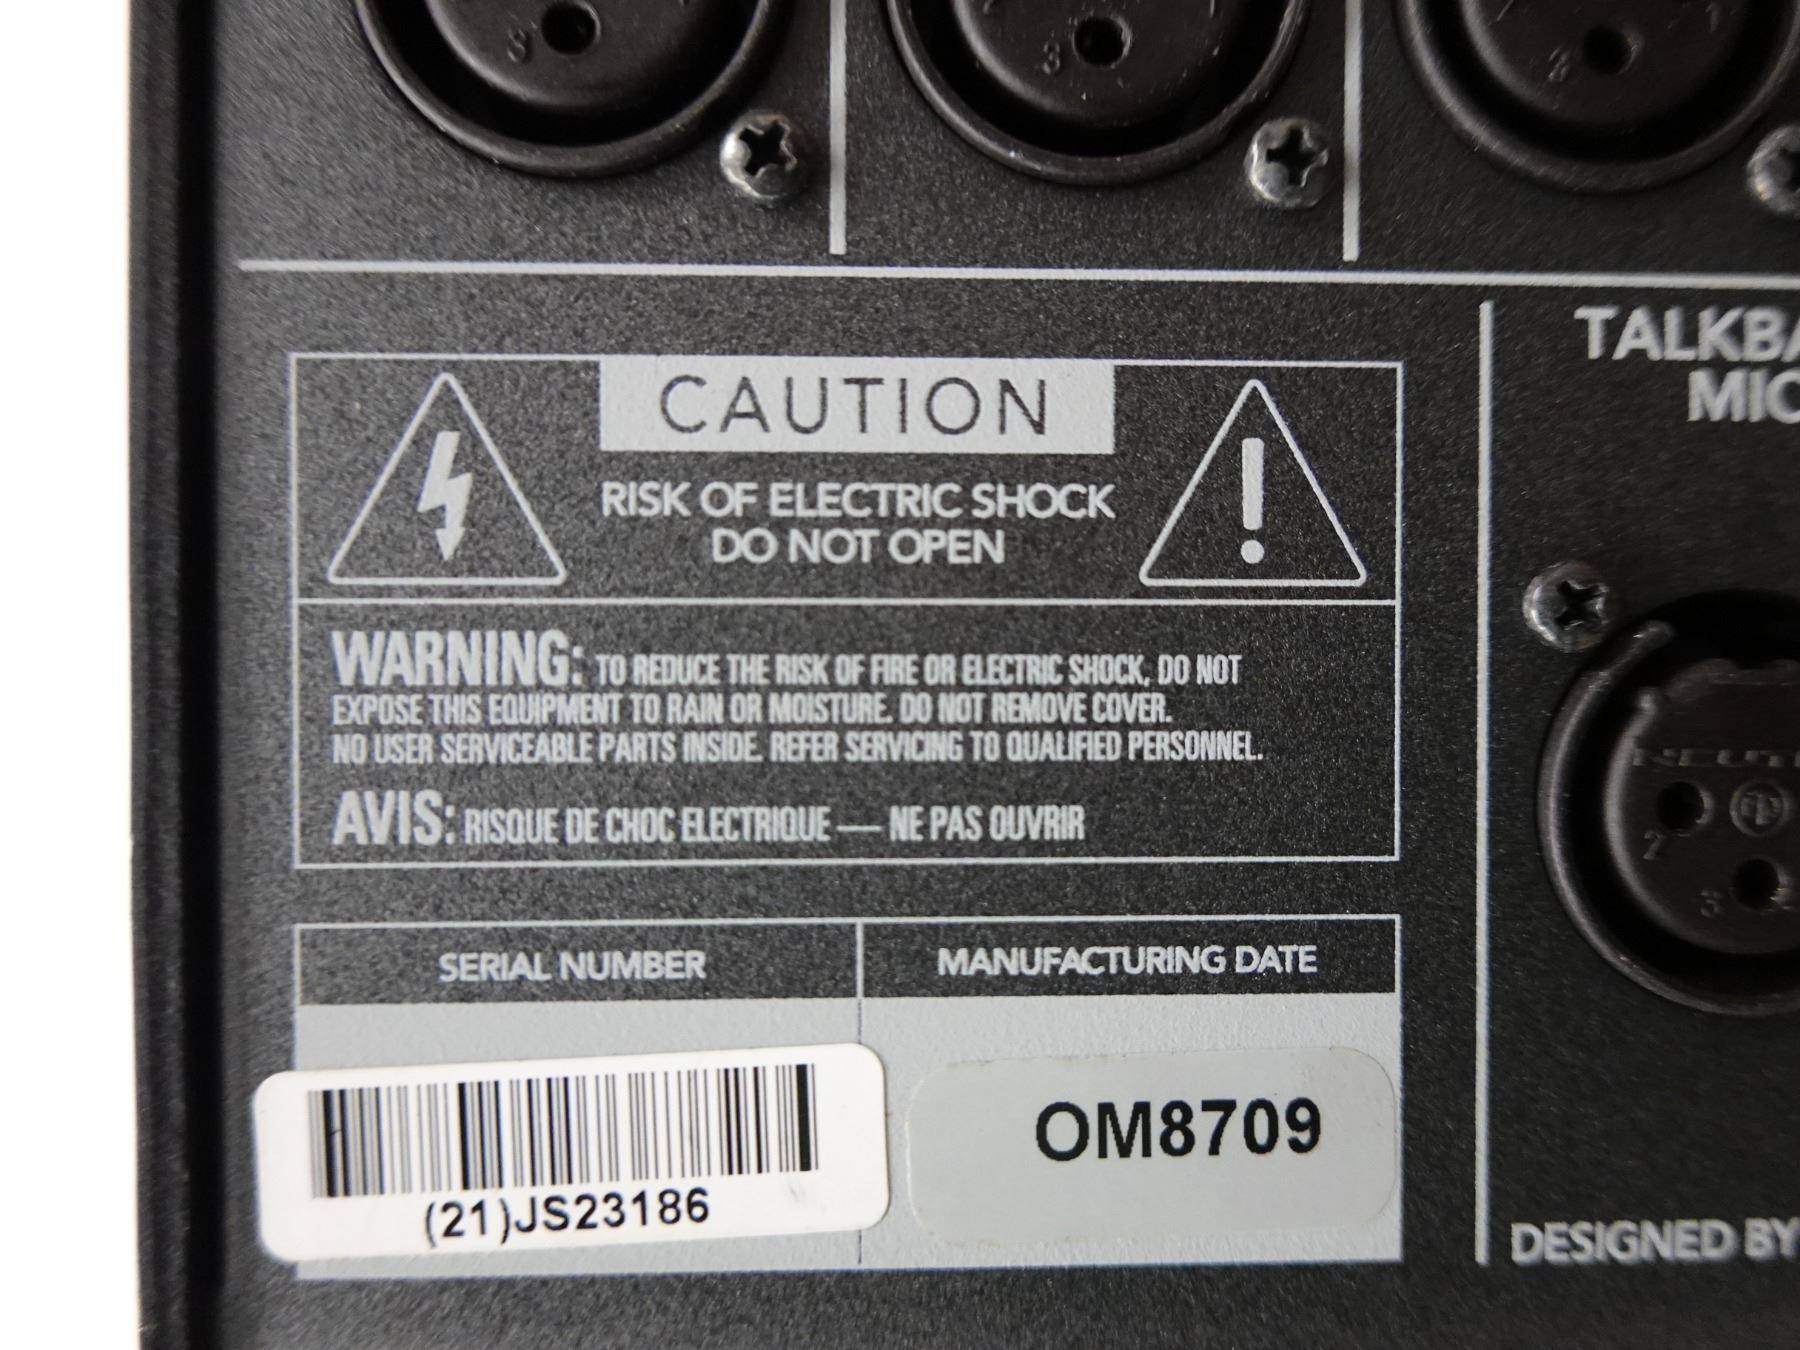 TALKBA
MIC
CAUTION
RISK OF ELECTRIC SHOCK
DO NOT OPEN
WARNING: TO REDUCE THE RISK OF FIRE OR ELECTRIC SHOCK, DO NOT
EXPOSE THIS EQUIPMENT TO RAIN OR MOISTURE. DO NOT REMOVE COVER.
NO USER SERVICEABLE PARTS INSIDE. REFER SERVICING TO QUALIFIED PERSONNEL.
AVIS: RISQUE DE CHOC ELECTRIQUE — NE PAS OUVRIR
SERIAL NUMBER
MANUFACTURING DATE
(21)JS23186
OM8709
2
3
DESIGNED BY